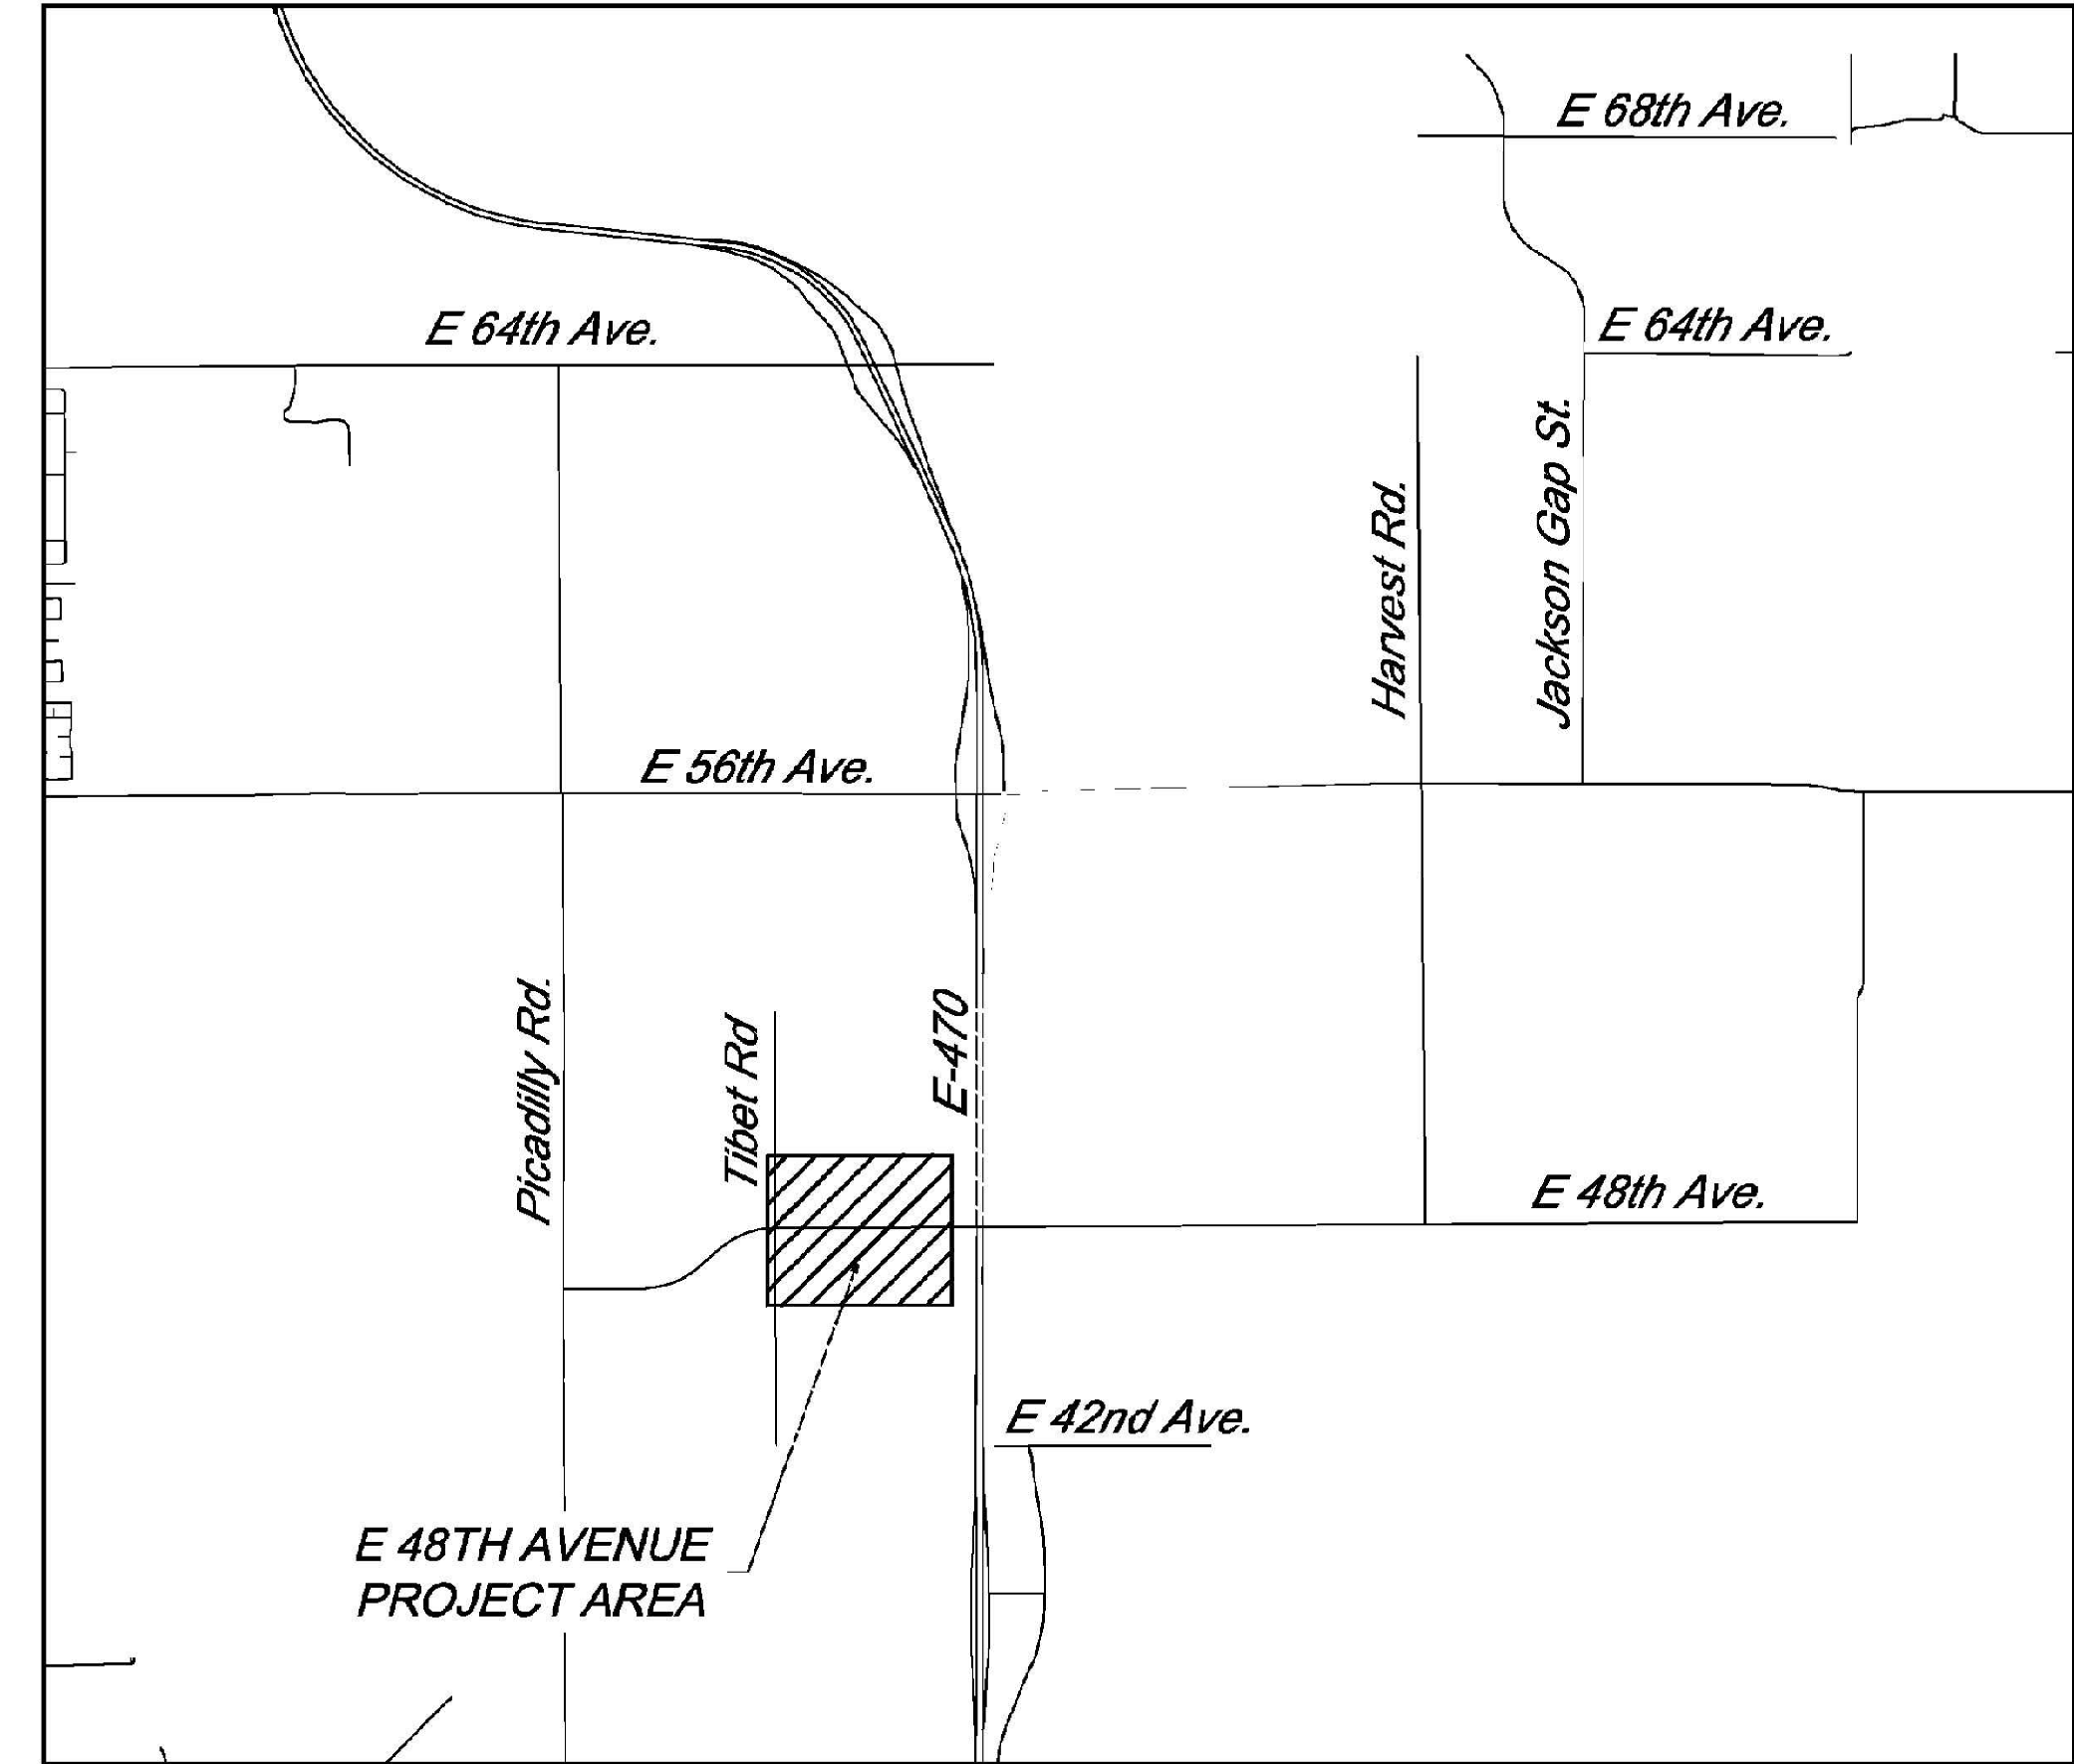 E 68th Ave.
E 64th Ave.
E 64th Ave.
Harvest Rd.
Jackson Gap St.
E 56th Ave.
Picadilly Rd.
Tibet Rd
E-470
E 48th Ave.
E 42nd Ave.
E 48TH AVENUE
PROJECT AREA